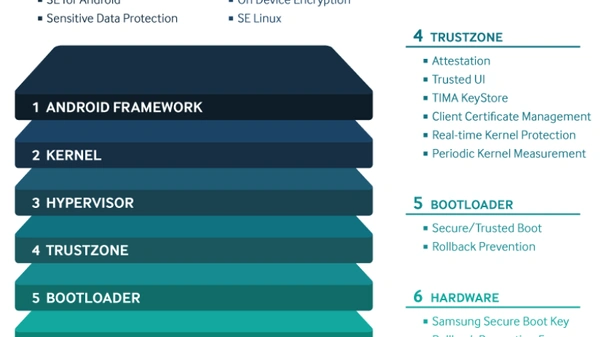 SE for Android
On Device Encryption
Sensitive Data Protection
SE Linux
1 ANDROID FRAMEWORK
2 KERNEL
3 HYPERVISOR
4 TRUSTZONE
5 BOOTLOADER
4 TRUSTZONE
Attestation
Trusted UI
TIMA KeyStore
Client Certificate Management
Real-time Kernel Protection
Periodic Kernel Measurement
5 BOOTLOADER
Secure/Trusted Boot
Rollback Prevention
6 HARDWARE
Samsung Secure Boot Key
Rollback Prevention